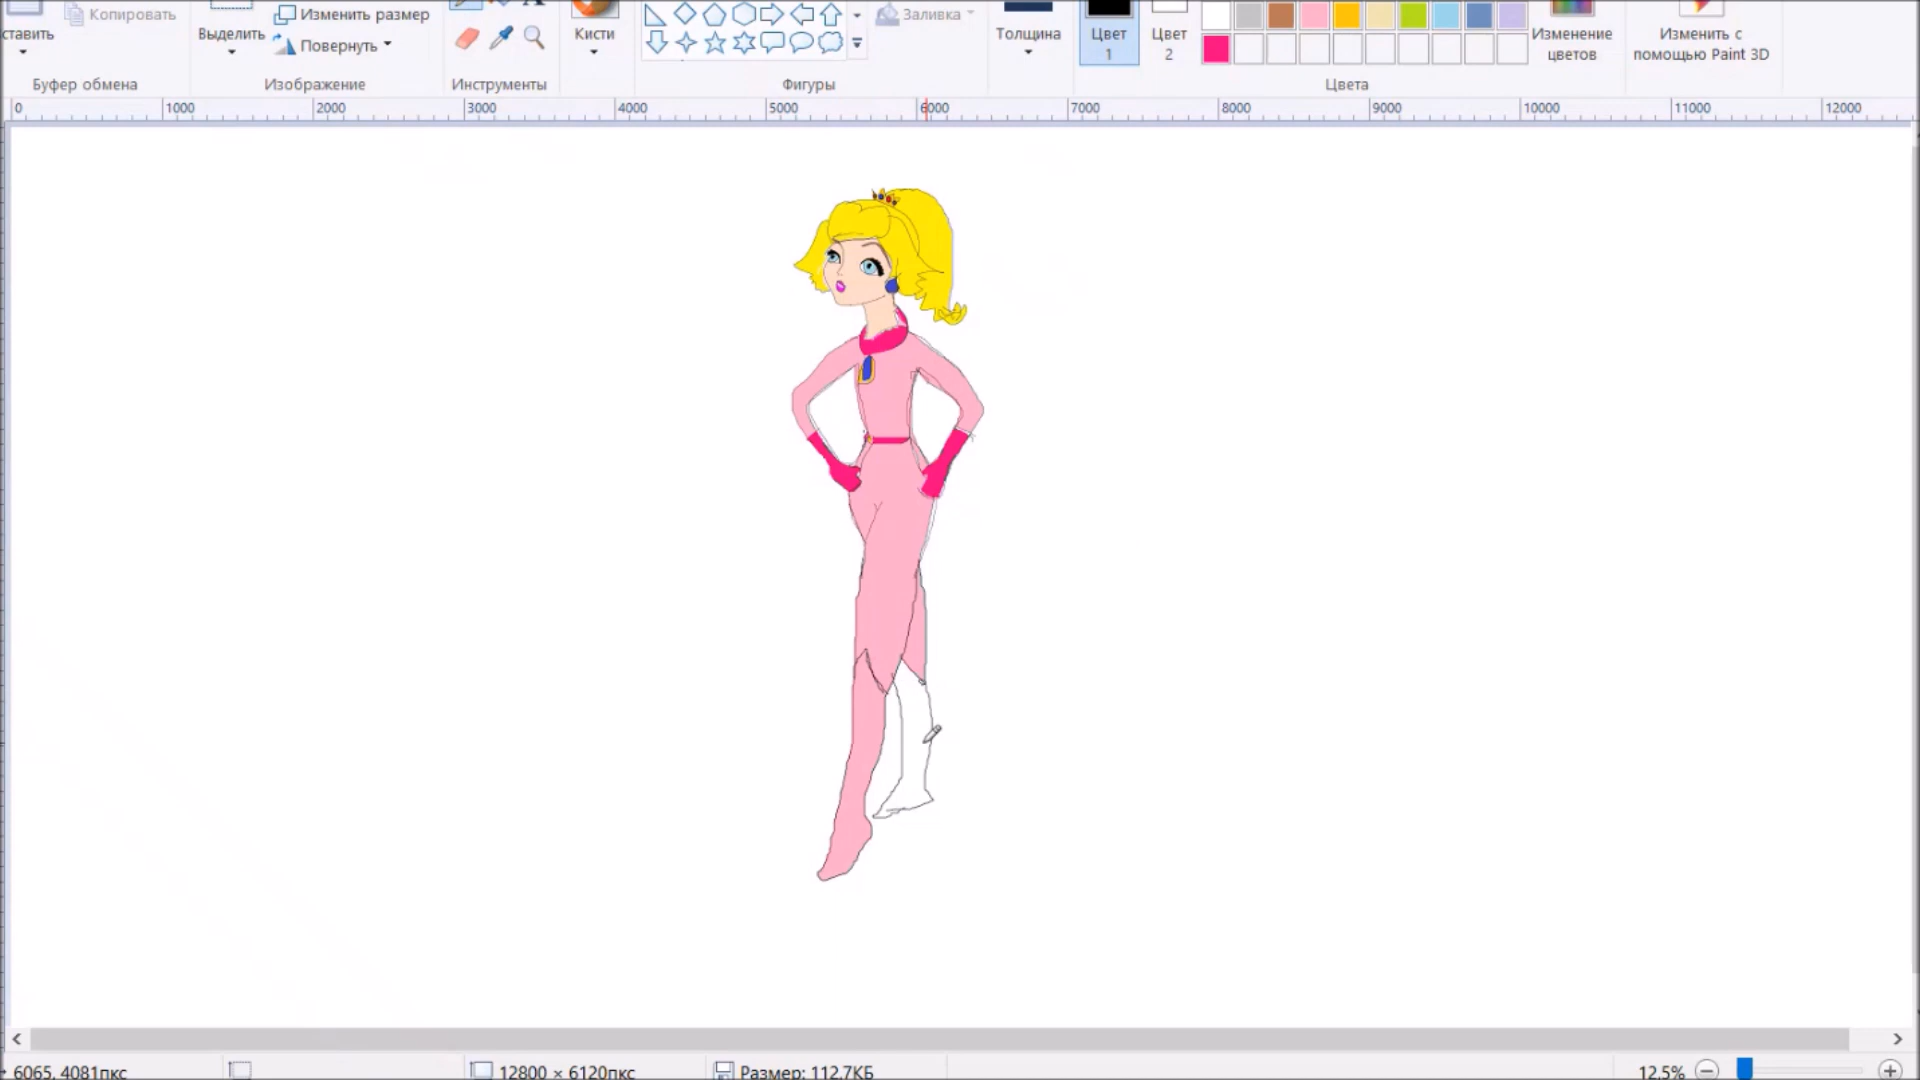 ставить
Копировать
Выделить
Изменить размер
Повернуть
Кисти
Заливка
Толщина
Цвет
1
Цвет
2
Изменение
цветов
Изменить с
помощью Paint 3D
Буфер обмена
Изображение
Инструменты
Фигуры
Цвета
0 1000 2000 3000 4000 5000 6000 7000 8000 9000 10000 11000 12000
6065, 4081пкс
12800 × 6120пкс
Размер: 112.7КБ
12.5%